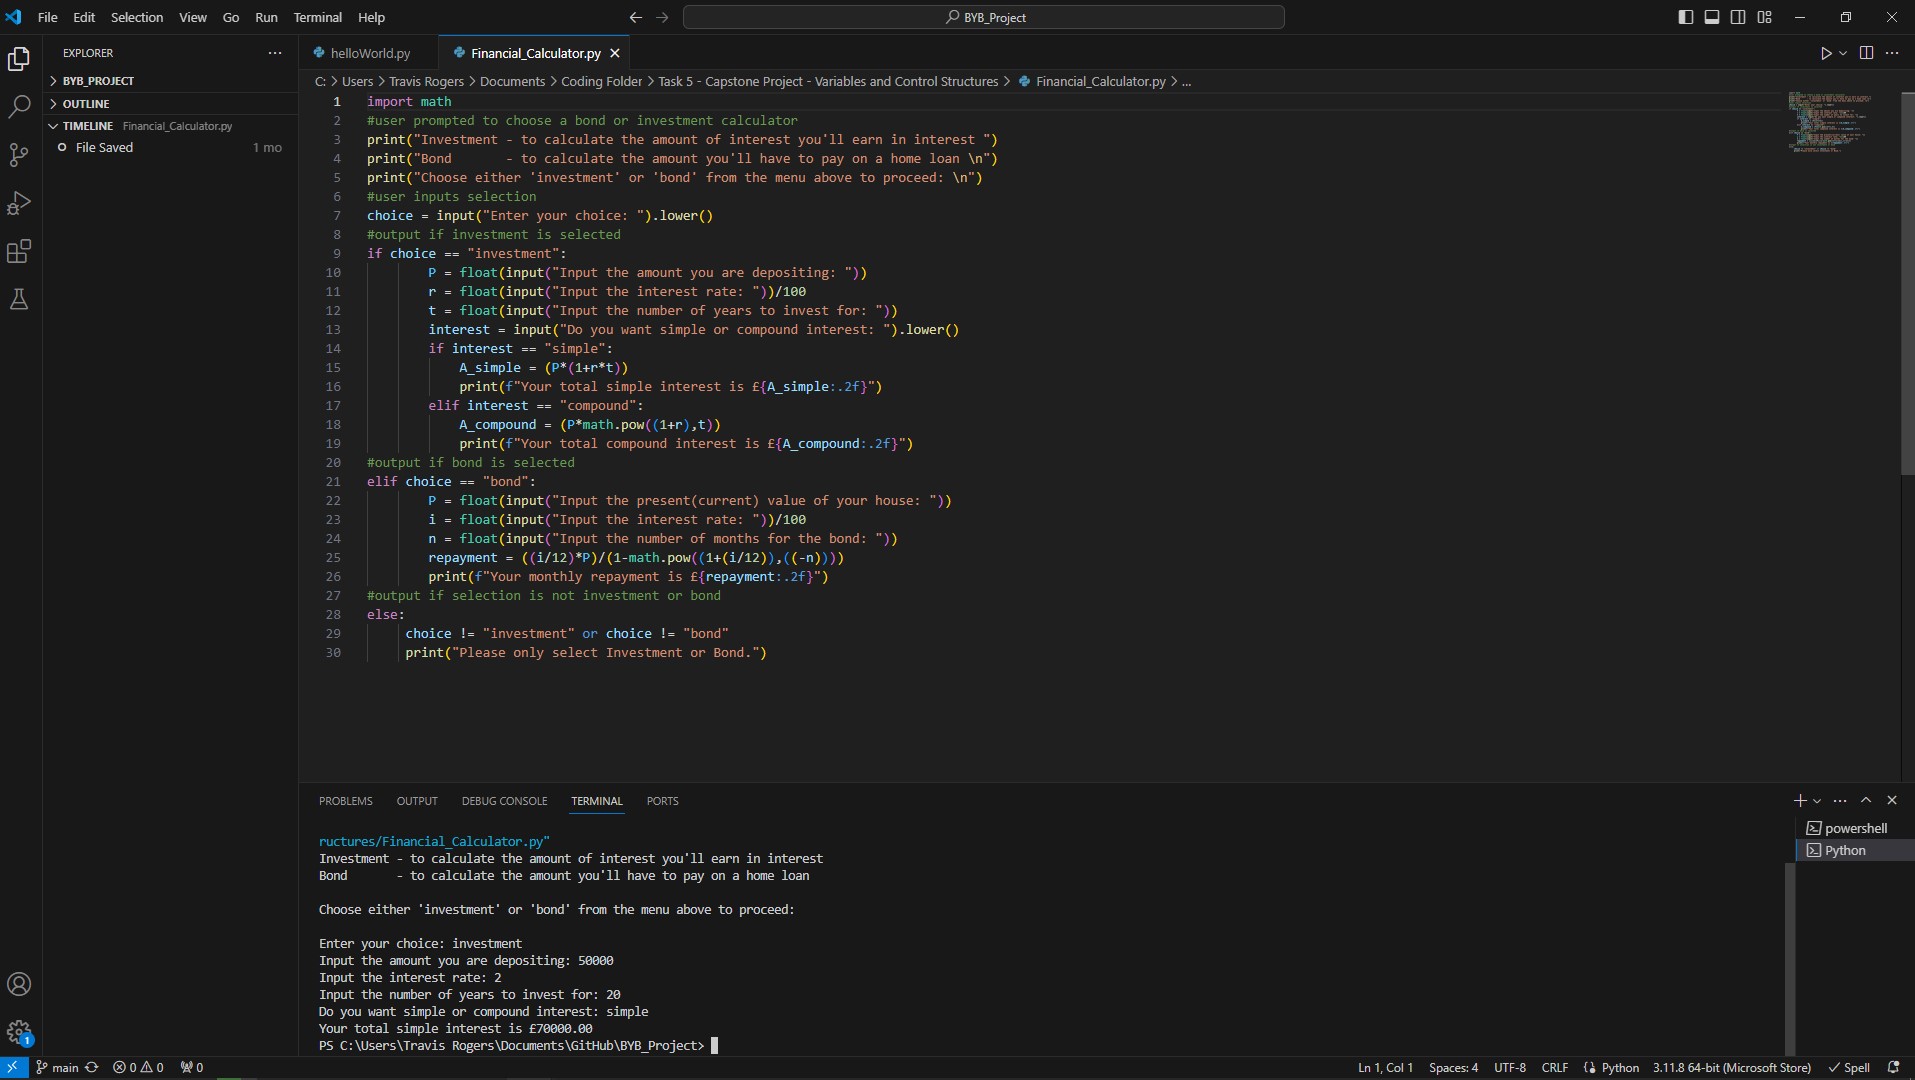 File Edit Selection View Go Run Terminal Help
BYB_Project
EXPLORER
BYB_PROJECT
OUTLINE
TIMELINE Financial_Calculator.py
File Saved 1 mo
helloWorld.py
Financial_Calculator.py
C: > Users > Travis Rogers > Documents > Coding Folder > Task 5 - Capstone Project - Variables and Control Structures > Financial_Calculator.py > ...
1 import math
2 #user prompted to choose a bond or investment calculator
3 print("Investment - to calculate the amount of interest you'll earn in interest ")
4 print("Bond       - to calculate the amount you'll have to pay on a home loan \n")
5 print("Choose either 'investment' or 'bond' from the menu above to proceed: \n")
6 #user inputs selection
7 choice = input("Enter your choice: ").lower()
8 #output if investment is selected
9 if choice == "investment":
10         P = float(input("Input the amount you are depositing: "))
11         r = float(input("Input the interest rate: "))/100
12         t = float(input("Input the number of years to invest for: "))
13         interest = input("Do you want simple or compound interest: ").lower()
14         if interest == "simple":
15             A_simple = (P*(1+r*t))
16             print(f"Your total simple interest is £{A_simple:.2f}")
17         elif interest == "compound":
18             A_compound = (P*math.pow((1+r),t))
19             print(f"Your total compound interest is £{A_compound:.2f}")
20 #output if bond is selected
21 elif choice == "bond":
22         P = float(input("Input the present(current) value of your house: "))
23         i = float(input("Input the interest rate: "))/100
24         n = float(input("Input the number of months for the bond: "))
25         repayment = ((i/12)*P)/(1-math.pow((1+(i/12)),((-n))))
26         print(f"Your monthly repayment is £{repayment:.2f}")
27 #output if selection is not investment or bond
28 else:
29      choice != "investment" or choice != "bond"
30      print("Please only select Investment or Bond.")
PROBLEMS OUTPUT DEBUG CONSOLE TERMINAL PORTS
powershell
Python
ructures/Financial_Calculator.py"
Investment - to calculate the amount of interest you'll earn in interest
Bond       - to calculate the amount you'll have to pay on a home loan
Choose either 'investment' or 'bond' from the menu above to proceed:
Enter your choice: investment
Input the amount you are depositing: 50000
Input the interest rate: 2
Input the number of years to invest for: 20
Do you want simple or compound interest: simple
Your total simple interest is £70000.00
PS C:\Users\Travis Rogers\Documents\GitHub\BYB_Project>
1
main 0 0 0 Ln 1, Col 1 Spaces: 4 UTF-8 CRLF Python 3.11.8 64-bit (Microsoft Store) Spell